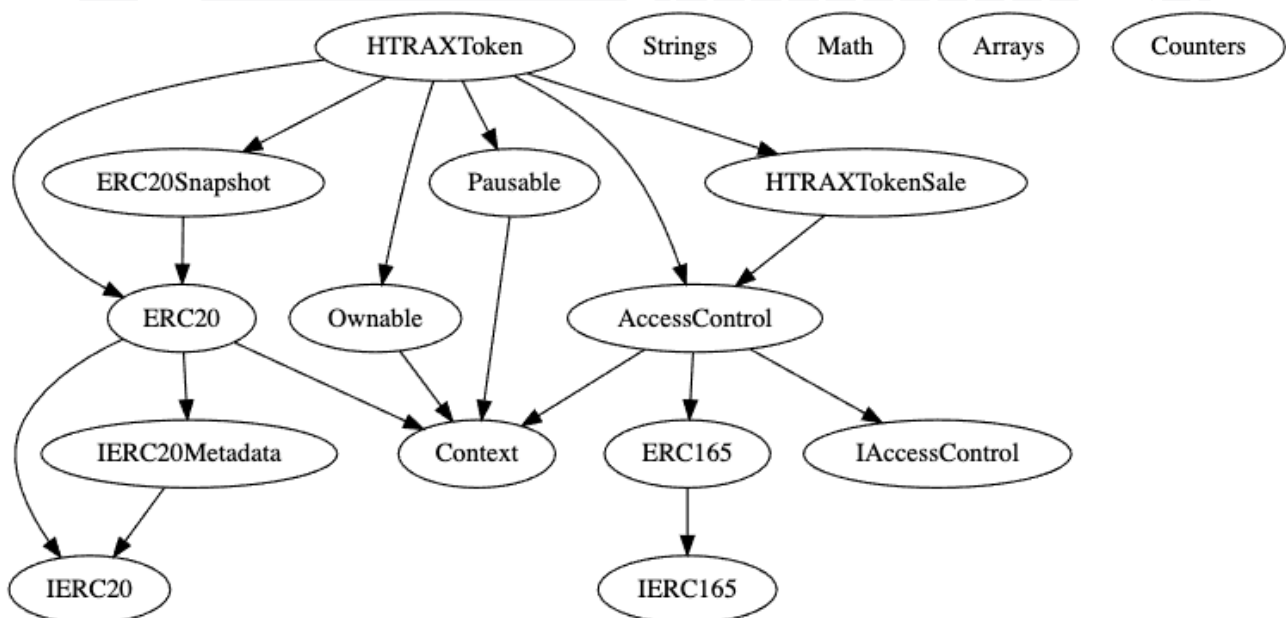 HTRAXToken Strings Math Arrays Counters
ERC20Snapshot Pausable HTRAXTokenSale
ERC20 Ownable AccessControl
IERC20Metadata Context ERC165 IAccessControl
IERC20 IERC165